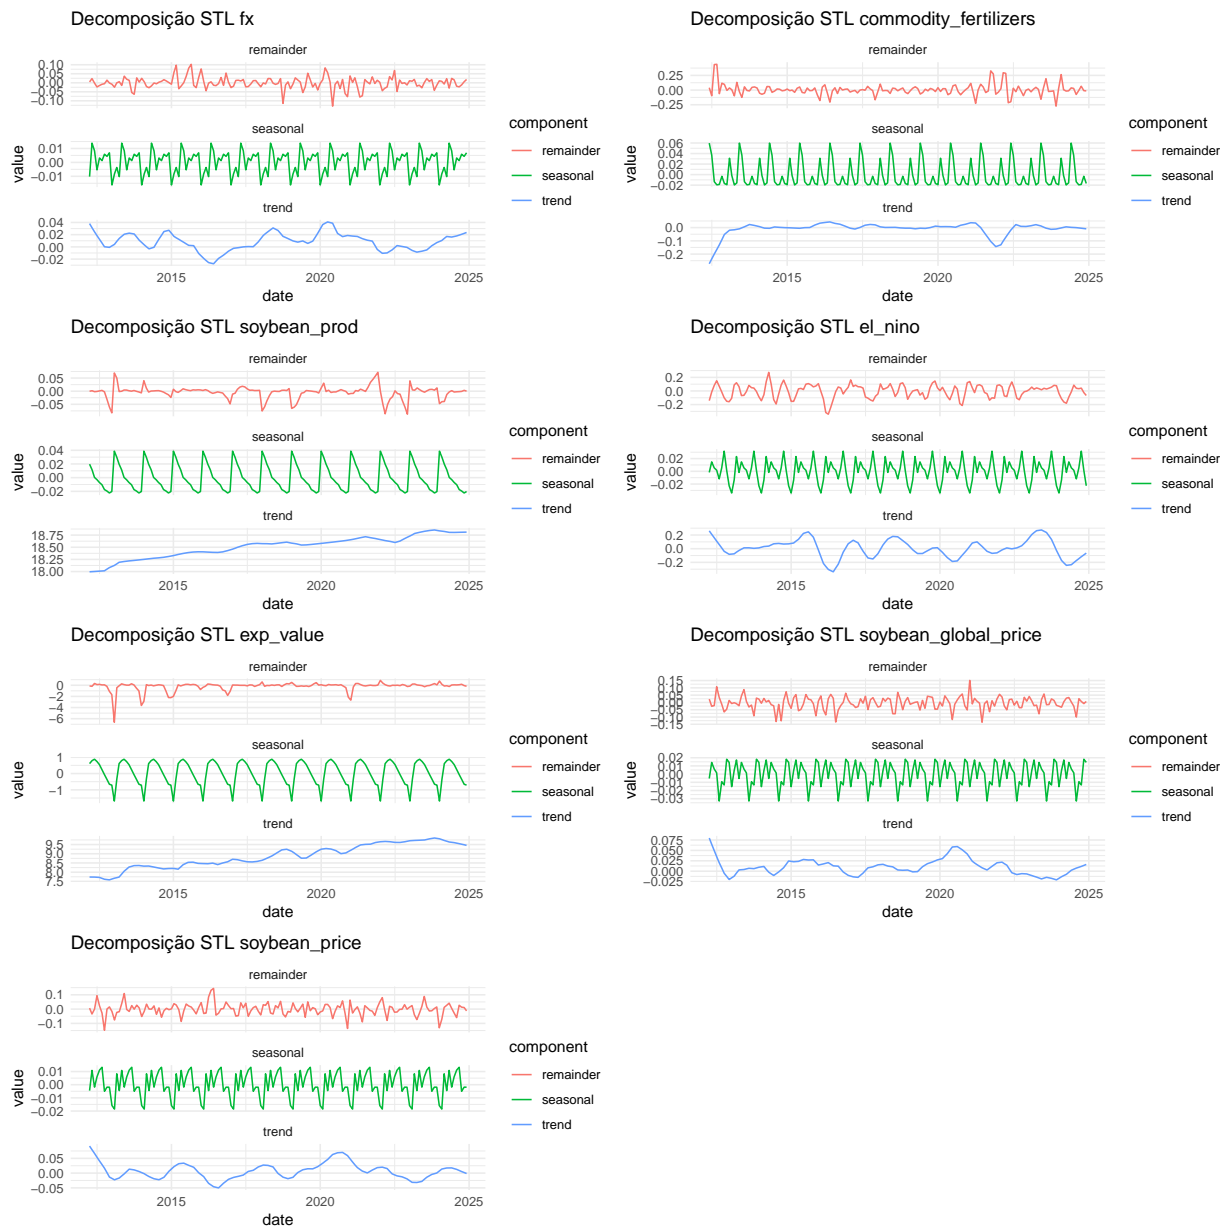 Decomposição STL fx
remainder
0.10
0.05
0.00
−0.05
−0.10
seasonal
0.01
0.00
−0.01
trend
0.04
0.02
0.00
−0.02
value
2015
2020
2025
date
component
remainder
seasonal
trend
Decomposição STL commodity_fertilizers
remainder
0.25
0.00
−0.25
seasonal
0.06
0.04
0.02
0.00
−0.02
trend
0.0
−0.1
−0.2
value
2015
2020
2025
date
component
remainder
seasonal
trend
Decomposição STL soybean_prod
remainder
0.05
0.00
−0.05
seasonal
0.04
0.02
0.00
−0.02
trend
18.75
18.50
18.25
18.00
value
2015
2020
2025
date
component
remainder
seasonal
trend
Decomposição STL el_nino
remainder
0.2
0.0
−0.2
seasonal
0.02
0.00
−0.02
trend
0.2
0.0
−0.2
value
2015
2020
2025
date
component
remainder
seasonal
trend
Decomposição STL exp_value
remainder
0
−2
−4
−6
seasonal
1
0
−1
trend
9.5
9.0
8.5
8.0
7.5
value
2015
2020
2025
date
component
remainder
seasonal
trend
Decomposição STL soybean_global_price
remainder
0.15
0.10
0.05
0.00
−0.05
−0.10
−0.15
seasonal
0.02
0.01
0.00
−0.01
−0.02
−0.03
trend
0.075
0.050
0.025
0.000
−0.025
value
2015
2020
2025
date
component
remainder
seasonal
trend
Decomposição STL soybean_price
remainder
0.1
0.0
−0.1
seasonal
0.01
0.00
−0.01
−0.02
trend
0.05
0.00
−0.05
value
2015
2020
2025
date
component
remainder
seasonal
trend